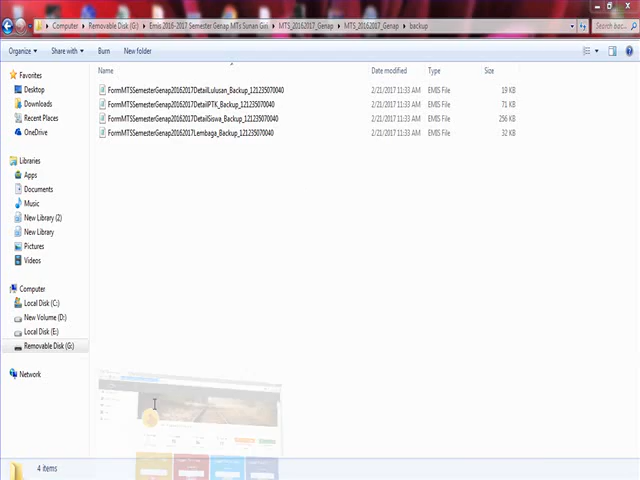 Computer ▸ Removable Disk (G:) ▸ Emis 2016-2017 Semester Genap MTs Sunan Giri ▸ MTS_20162017_Genap ▸ MTS_20162017_Genap ▸ backup
Search bac...
Organize ▾ Share with ▾ Burn New folder
Name Date modified Type Size
FormMTSSemesterGenap20162017DetailLulusan_Backup_121235070040 2/21/2017 11:33 AM EMIS File 19 KB
FormMTSSemesterGenap20162017DetailPTK_Backup_121235070040 2/21/2017 11:33 AM EMIS File 71 KB
FormMTSSemesterGenap20162017DetailSiswa_Backup_121235070040 2/21/2017 11:33 AM EMIS File 256 KB
FormMTSSemesterGenap20162017Lembaga_Backup_121235070040 2/21/2017 11:33 AM EMIS File 32 KB
Favorites
Desktop
Downloads
Recent Places
OneDrive
Libraries
Apps
Documents
Music
New Library (2)
New Library
Pictures
Videos
Computer
Local Disk (C:)
New Volume (D:)
Local Disk (E:)
Removable Disk (G:)
Network
4 items